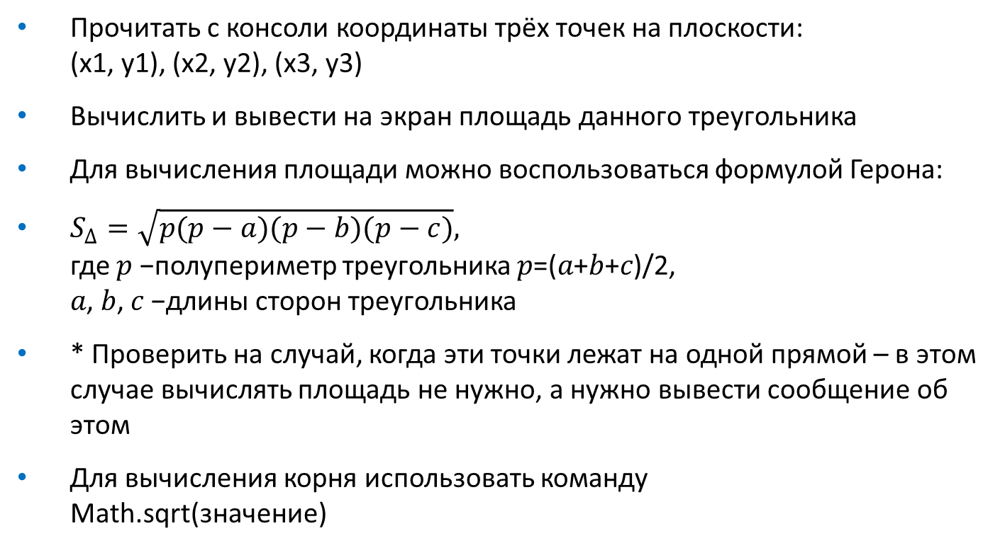 • Прочитать с консоли координаты трёх точек на плоскости:
(x1, y1), (x2, y2), (x3, y3)
• Вычислить и вывести на экран площадь данного треугольника
• Для вычисления площади можно воспользоваться формулой Герона:
• S∆ = √p(p − a)(p − b)(p − c),
где p −полупериметр треугольника p=(a+b+c)/2,
a, b, c −длины сторон треугольника
• * Проверить на случай, когда эти точки лежат на одной прямой – в этом
случае вычислять площадь не нужно, а нужно вывести сообщение об
этом
• Для вычисления корня использовать команду
Math.sqrt(значение)